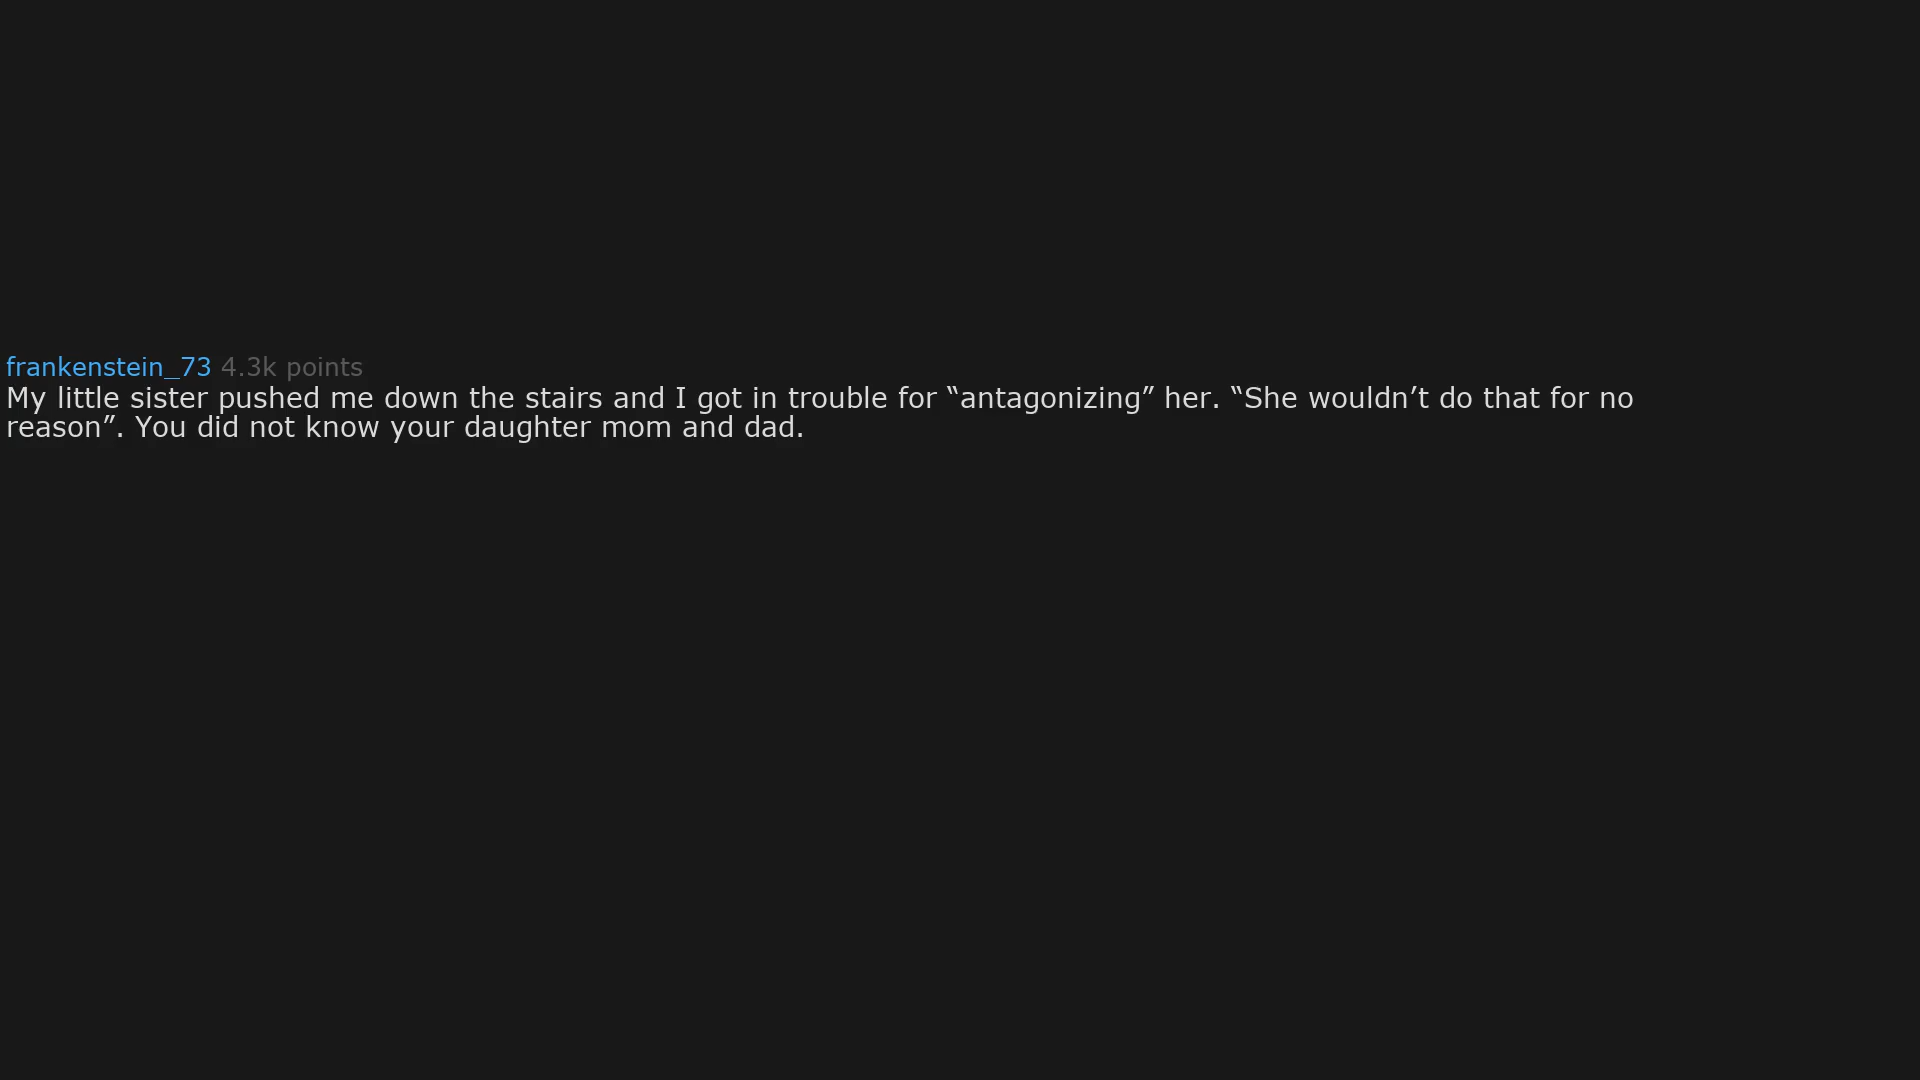 frankenstein_73 4.3k points
My little sister pushed me down the stairs and I got in trouble for “antagonizing” her. “She wouldn’t do that for no
reason”. You did not know your daughter mom and dad.